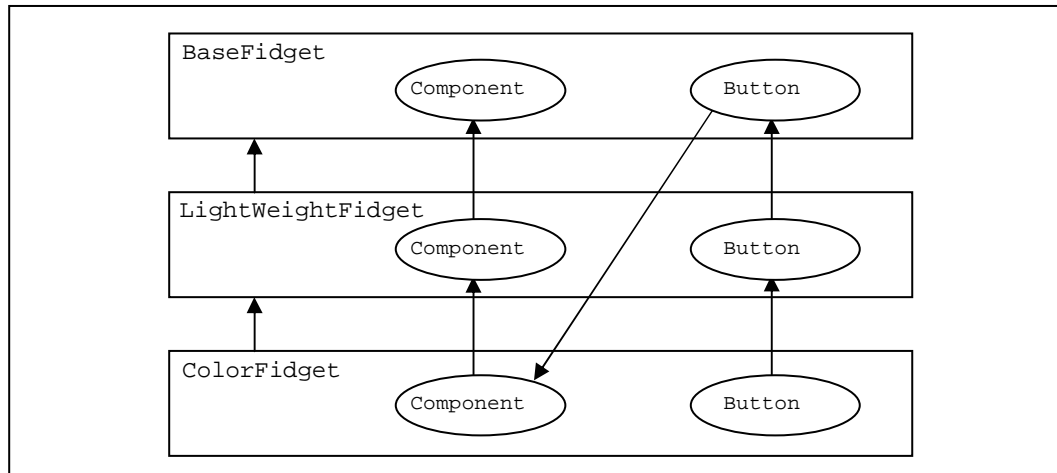 BaseFidget
Component Button
LightWeightFidget
Component Button
ColorFidget
Component Button